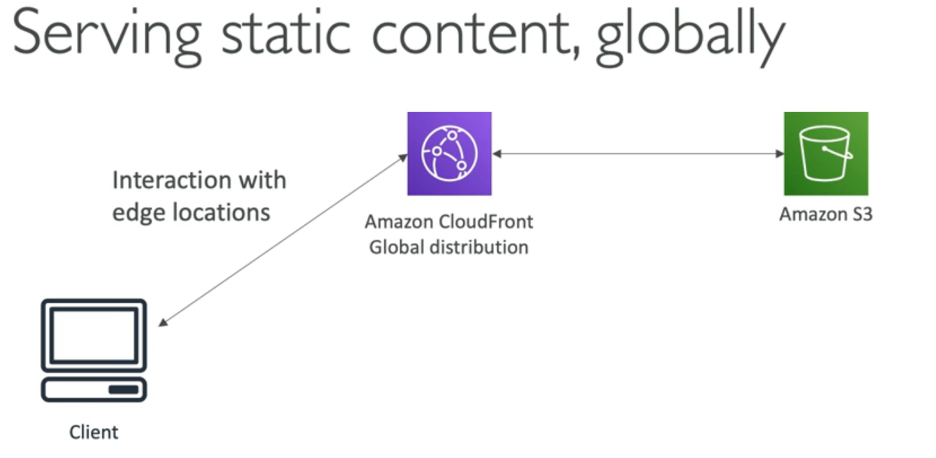 Serving static content, globally
Interaction with
edge locations
Amazon CloudFront
Global distribution
Amazon S3
Client